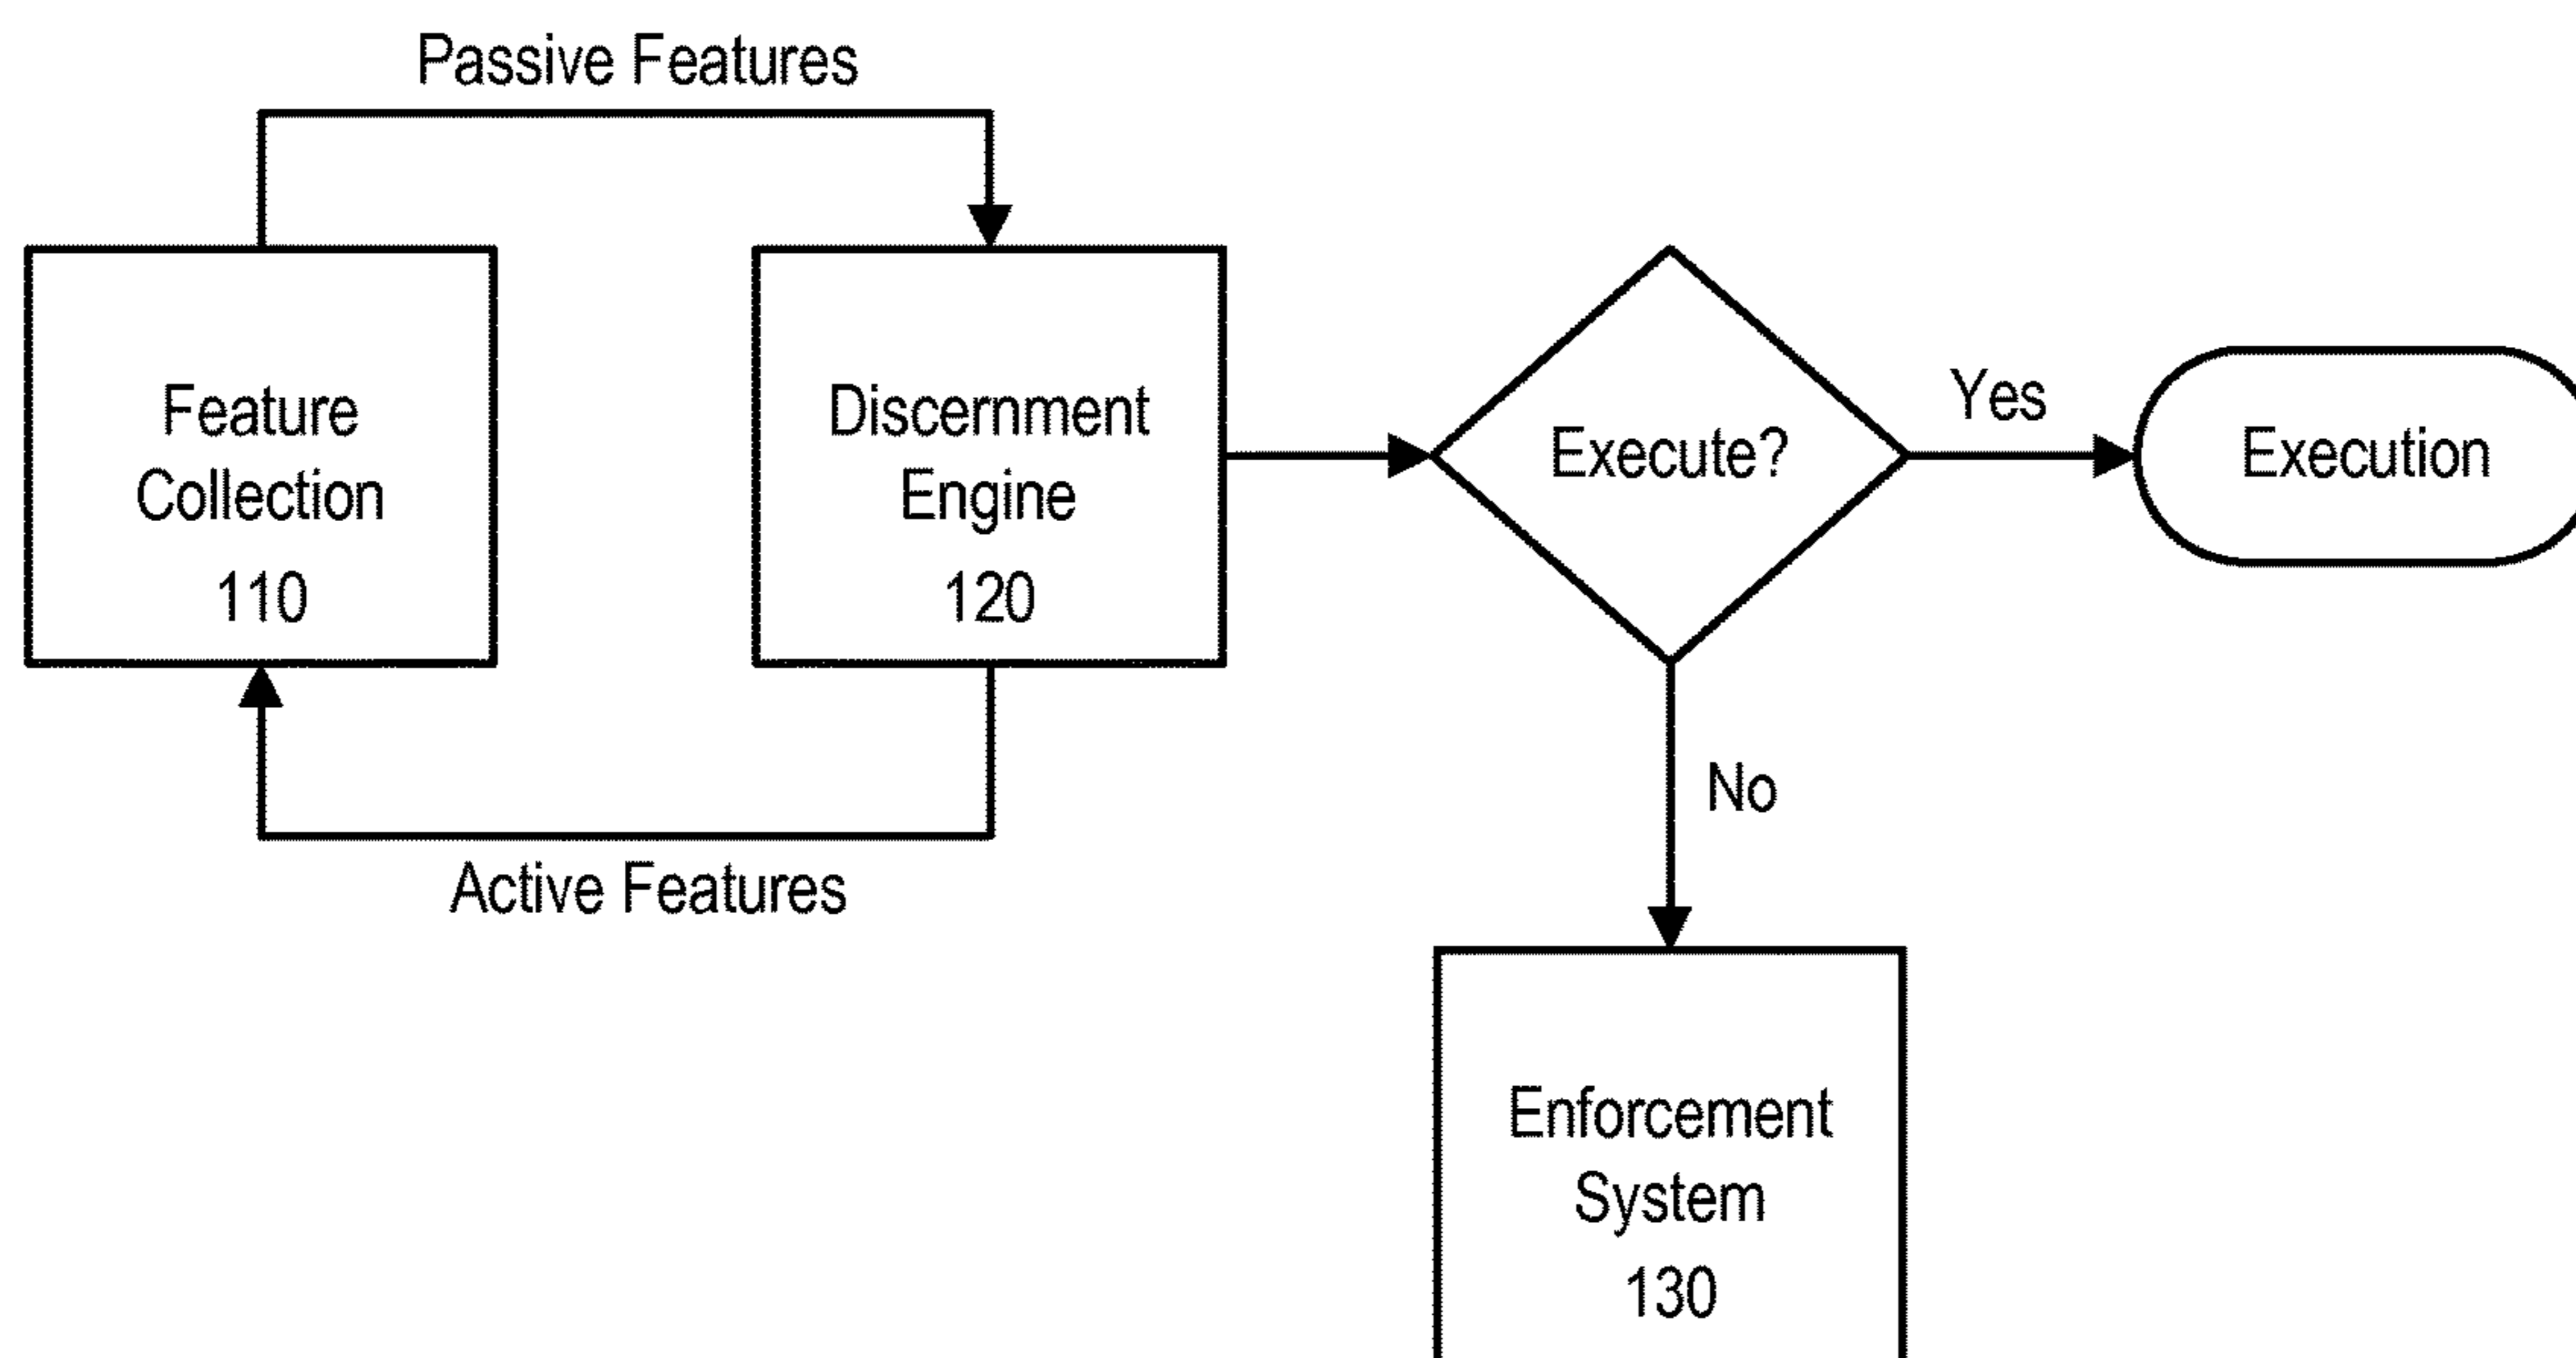 Passive Features
Feature
Collection
110
Discernment
Engine
120
Execute?
Yes
Execution
No
Active Features
Enforcement
System
130